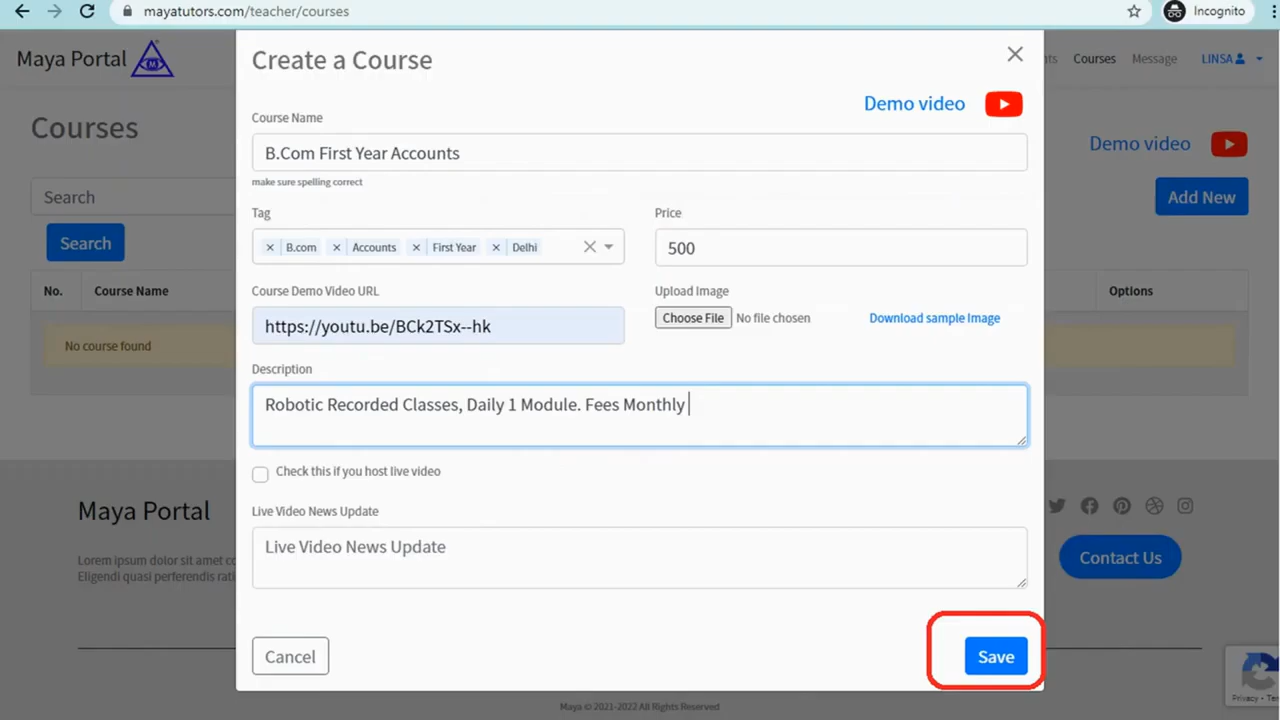 mayatutors.com/teacher/courses
Incognito
Maya Portal
Courses Message LINSA
Create a Course
Demo video
Courses
Demo video
Course Name
B.Com First Year Accounts
make sure spelling correct
Search
Add New
Tag
Price
B.com Accounts First Year Delhi
500
Search
No. Course Name
Options
Course Demo Video URL
Upload Image
https://youtu.be/BCk2TSx--hk
Choose File No file chosen
Download sample Image
No course found
Description
Robotic Recorded Classes, Daily 1 Module. Fees Monthly
Check this if you host live video
Maya Portal
Live Video News Update
Live Video News Update
Lorem ipsum dolor sit amet
Eligendi quasi perferendis
Contact Us
Cancel
Save
Privacy
Maya © 2021-2022 All Rights Reserved